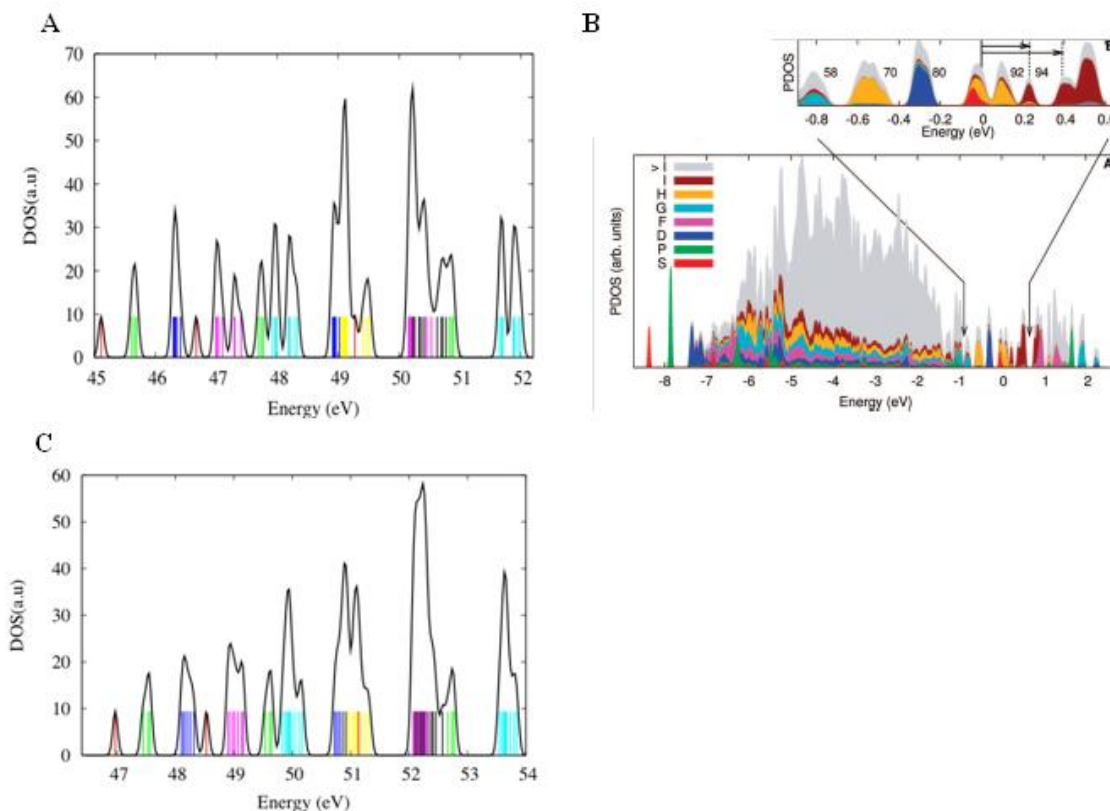 A
70
60
50
40
30
20
10
0
DOS(a.u)
45 46 47 48 49 50 51 52
Energy (eV)
B
PDOS
58 70 80 92 94
-0.8 -0.6 -0.4 -0.2 0 0.2 0.4
Energy (eV)
A
PDOS (arb. units)
> I
I
H
G
F
D
P
S
-8 -7 -6 -5 -4 -3 -2 -1 0 1 2
Energy (eV)
C
60
50
40
30
20
10
0
DOS(a.u)
47 48 49 50 51 52 53 54
Energy (eV)